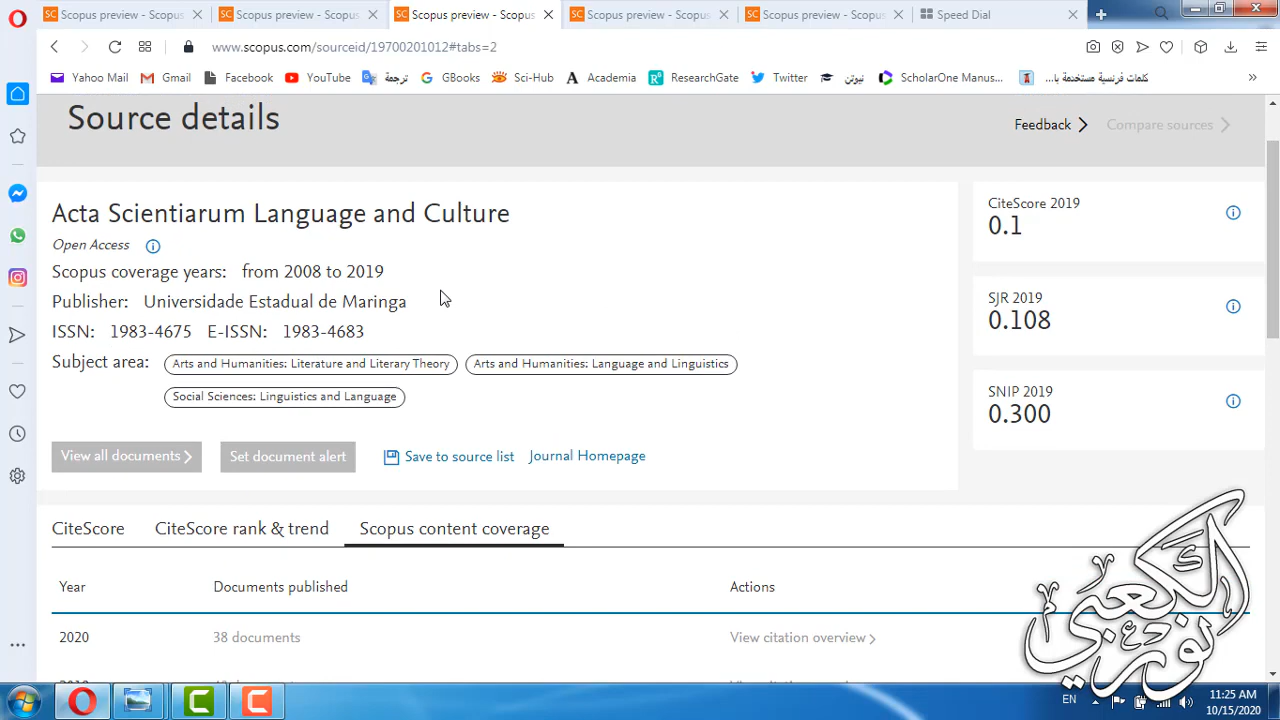 Scopus preview - Scopus
Scopus preview - Scopus
Scopus preview - Scopus
Scopus preview - Scopus
Scopus preview - Scopus
Speed Dial
www.scopus.com/sourceid/19700201012#tabs=2
Yahoo Mail
Gmail
Facebook
YouTube
ترجمة
GBooks
Sci-Hub
Academia
ResearchGate
Twitter
نيوتن
ScholarOne Manus...
كلمات فرنسية مستخدمة با...
Source details
Feedback
Compare sources
Acta Scientiarum Language and Culture
Open Access
Scopus coverage years: from 2008 to 2019
Publisher: Universidade Estadual de Maringa
ISSN: 1983-4675 E-ISSN: 1983-4683
Subject area: Arts and Humanities: Literature and Literary Theory Arts and Humanities: Language and Linguistics
Social Sciences: Linguistics and Language
View all documents
Set document alert
Save to source list
Journal Homepage
CiteScore 2019
0.1
SJR 2019
0.108
SNIP 2019
0.300
CiteScore
CiteScore rank & trend
Scopus content coverage
Year Documents published Actions
2020 38 documents View citation overview
نوري الكعبي
EN
11:25 AM
10/15/2020